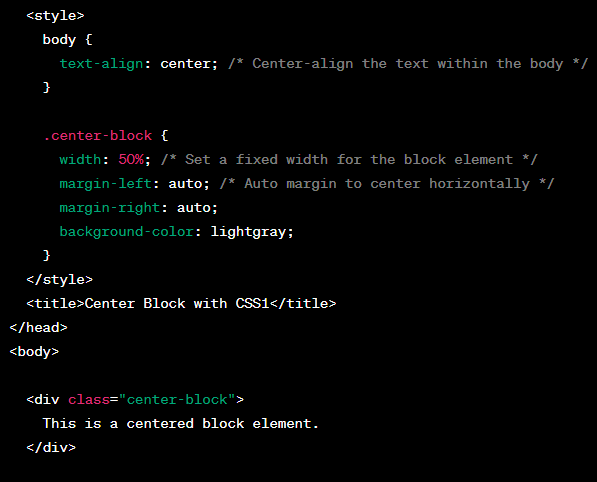 <style>
body {
text-align: center; /* Center-align the text within the body */
}
.center-block {
width: 50%; /* Set a fixed width for the block element */
margin-left: auto; /* Auto margin to center horizontally */
margin-right: auto;
background-color: lightgray;
}
</style>
<title>Center Block with CSS1</title>
</head>
<body>
<div class="center-block">
This is a centered block element.
</div>